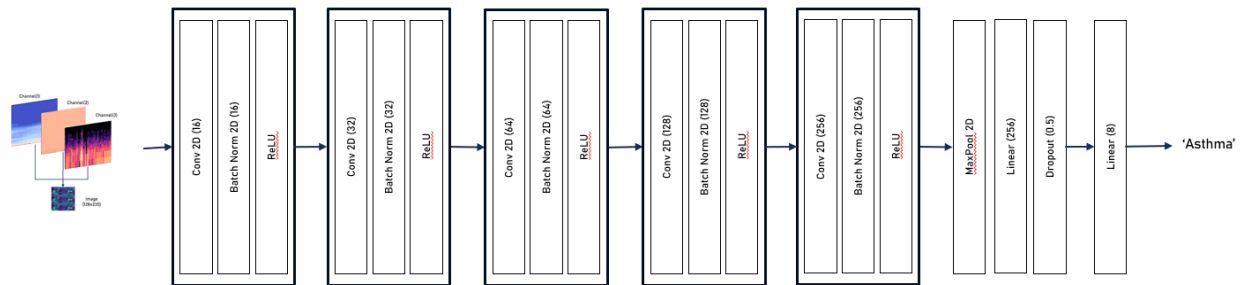 Channel(1)
Channel(2)
Channel(3)
Image
Conv 2D (16)
Batch Norm 2D (16)
ReLU
Conv 2D (32)
Batch Norm 2D (32)
ReLU
Conv 2D (64)
Batch Norm 2D (64)
ReLU
Conv 2D (128)
Batch Norm 2D (128)
ReLU
Conv 2D (256)
Batch Norm 2D (256)
ReLU
MaxPool 2D
Linear (256)
Dropout (0.5)
Linear (8)
'Asthma'